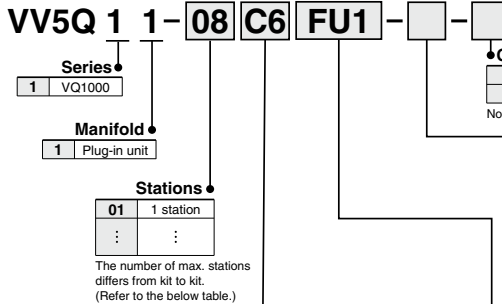 VV5Q 1 1 - 08 C6 FU1 - -
Series
1 VQ1000
Manifold
1 Plug-in unit
Stations
01 1 station
⋮ ⋮
The number of max. stations
differs from kit to kit.
(Refer to the below table.)